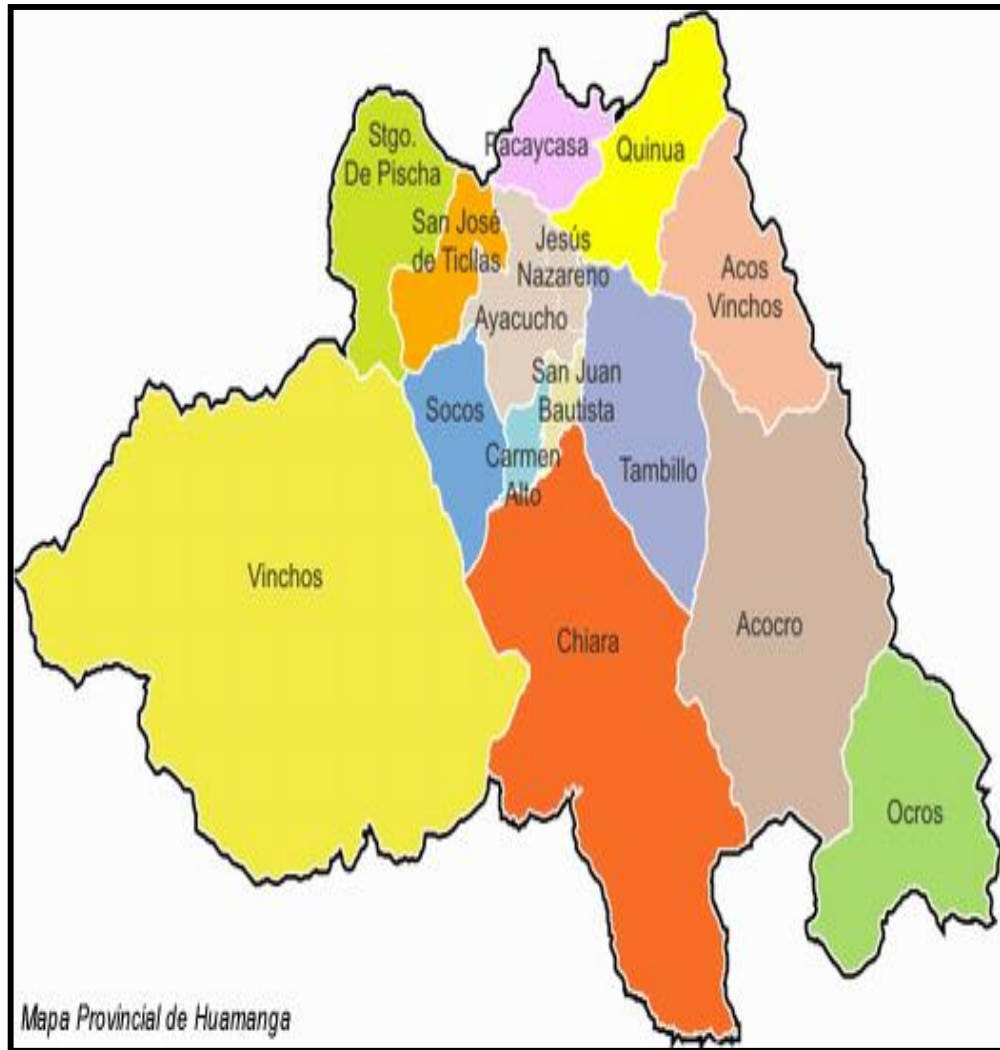 Stgo.
De Pischa
Pacaycasa
Quinua
San José
de Ticllas
Jesús
Nazareno
Acos
Vinchos
Ayacucho
San Juan
Bautista
Socos
Carmen
Alto
Tambillo
Vinchos
Chiara
Acocro
Ocros
Mapa Provincial de Huamanga